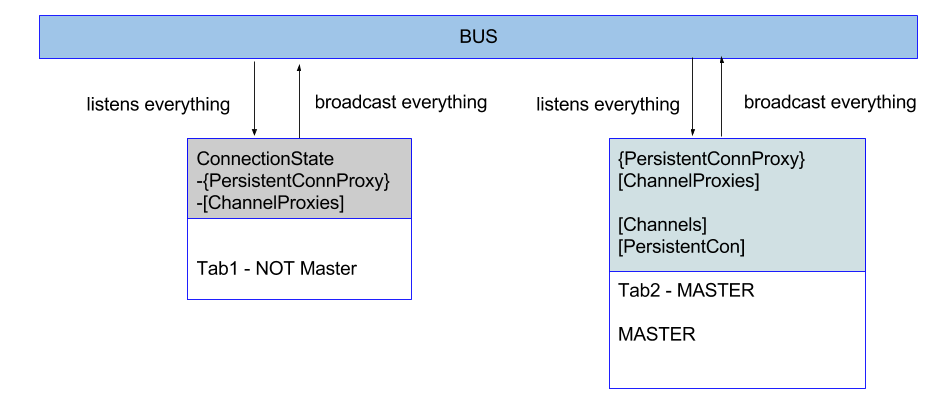 BUS
listens everything
broadcast everything
listens everything
broadcast everything
ConnectionState
-{PersistentConnProxy}
-[ChannelProxies]
Tab1 - NOT Master
{PersistentConnProxy}
[ChannelProxies]
[Channels]
[PersistentCon]
Tab2 - MASTER
MASTER